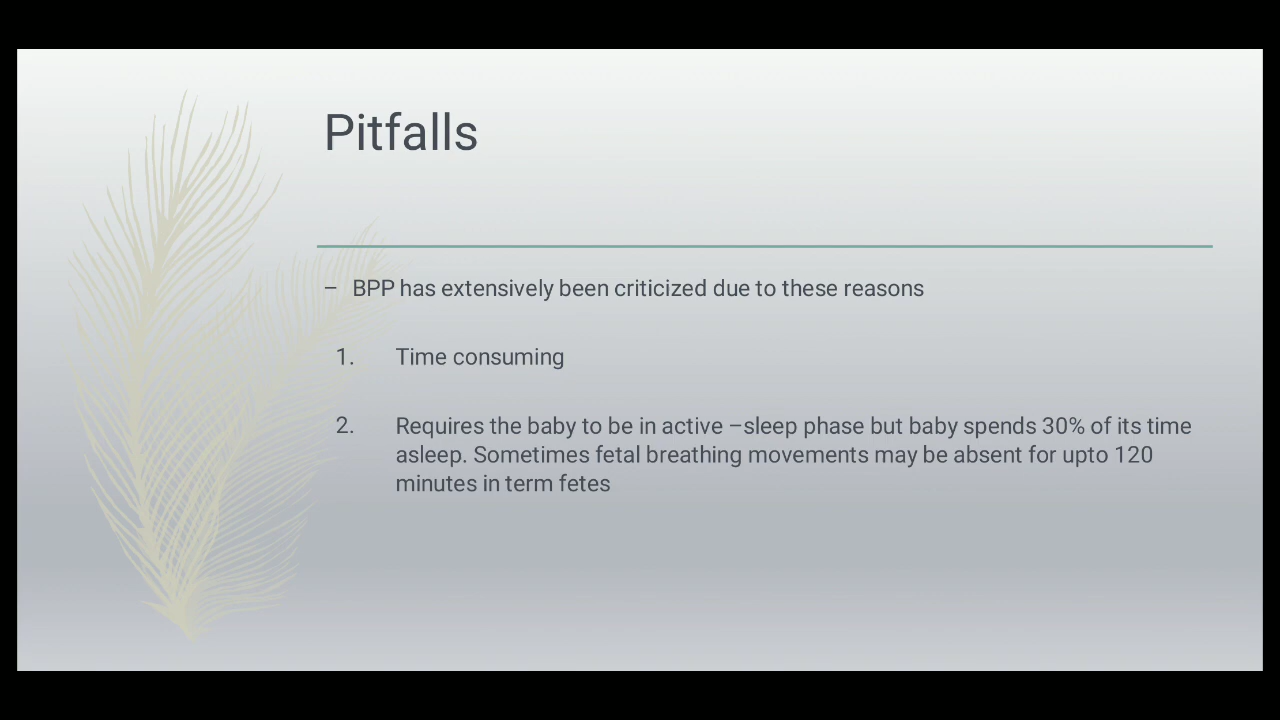 Pitfalls
– BPP has extensively been criticized due to these reasons
1. Time consuming
2. Requires the baby to be in active –sleep phase but baby spends 30% of its time
asleep. Sometimes fetal breathing movements may be absent for upto 120
minutes in term fetes